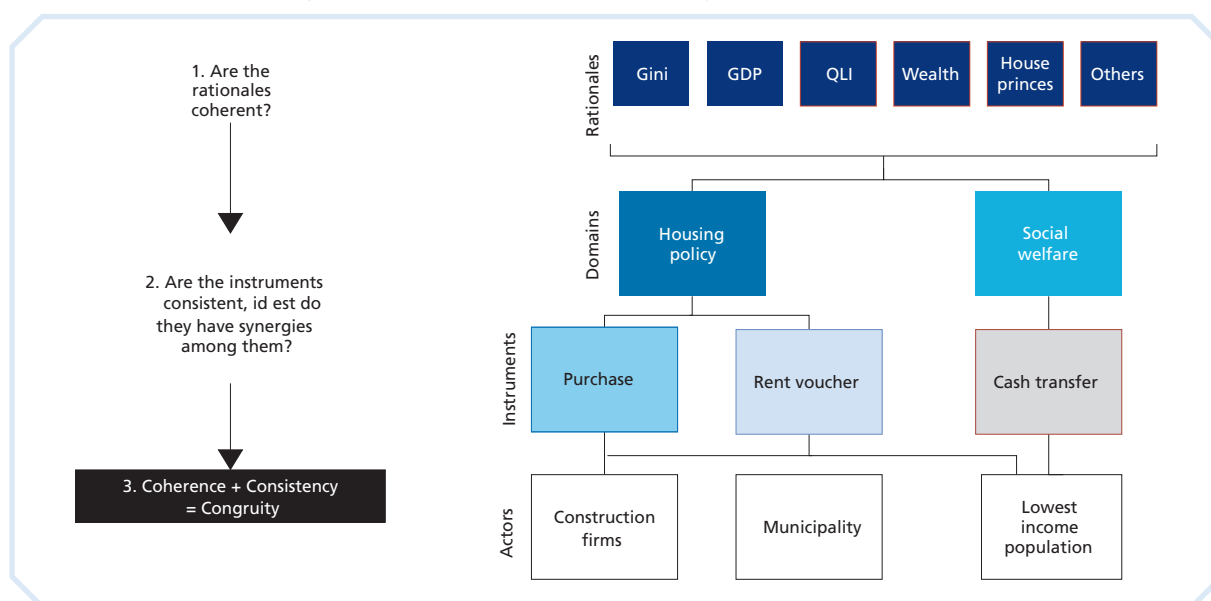 1. Are the
rationales
coherent?
2. Are the instruments
consistent, id est do
they have synergies
among them?
3. Coherence + Consistency
= Congruity
Rationales
Gini
GDP
QLI
Wealth
House
princes
Others
Domains
Housing
policy
Social
welfare
Instruments
Purchase
Rent voucher
Cash transfer
Actors
Construction
firms
Municipality
Lowest
income
population